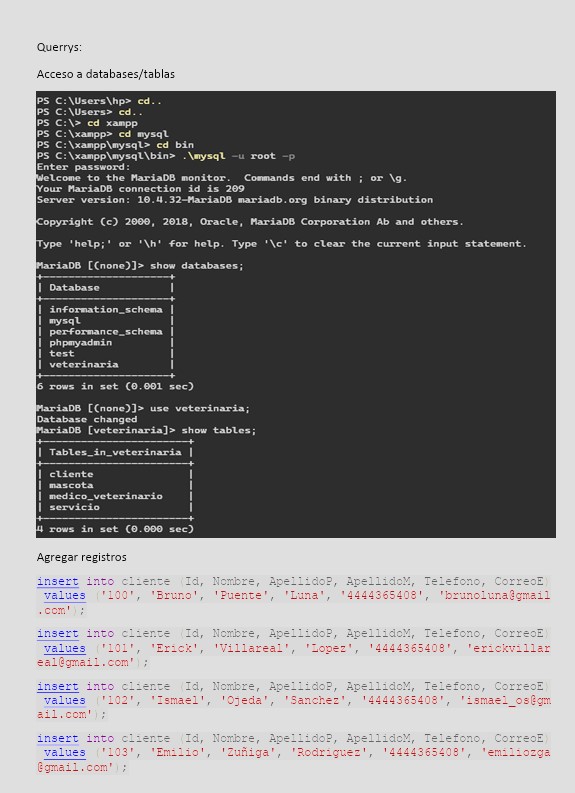 Querrys:
Acceso a databases/tablas
PS C:\Users\hp> cd..
PS C:\Users> cd..
PS C:\> cd xampp
PS C:\xampp> cd mysql
PS C:\xampp\mysql> cd bin
PS C:\xampp\mysql\bin> .\mysql -u root -p
Enter password:
Welcome to the MariaDB monitor.  Commands end with ; or \g.
Your MariaDB connection id is 209
Server version: 10.4.32-MariaDB mariadb.org binary distribution
Copyright (c) 2000, 2018, Oracle, MariaDB Corporation Ab and others.
Type 'help;' or '\h' for help. Type '\c' to clear the current input statement.
MariaDB [(none)]> show databases;
+--------------------+
| Database           |
+--------------------+
| information_schema |
| mysql              |
| performance_schema |
| phpmyadmin         |
| test               |
| veterinaria        |
+--------------------+
6 rows in set (0.001 sec)
MariaDB [(none)]> use veterinaria;
Database changed
MariaDB [veterinaria]> show tables;
+-----------------------+
| Tables_in_veterinaria |
+-----------------------+
| cliente               |
| mascota               |
| medico_veterinario    |
| servicio              |
+-----------------------+
4 rows in set (0.000 sec)
Agregar registros
insert into cliente (Id, Nombre, ApellidoP, ApellidoM, Telefono, CorreoE)
values ('100', 'Bruno', 'Puente', 'Luna', '4444365408', 'brunoluna@gmail
.com');
insert into cliente (Id, Nombre, ApellidoP, ApellidoM, Telefono, CorreoE)
values ('101', 'Erick', 'Villareal', 'Lopez', '4444365408', 'erickvillar
eal@gmail.com');
insert into cliente (Id, Nombre, ApellidoP, ApellidoM, Telefono, CorreoE)
values ('102', 'Ismael', 'Ojeda', 'Sanchez', '4444365408', 'ismael_os@gm
ail.com');
insert into cliente (Id, Nombre, ApellidoP, ApellidoM, Telefono, CorreoE)
values ('103', 'Emilio', 'Zuñiga', 'Rodriguez', '4444365408', 'emiliozga
@gmail.com');